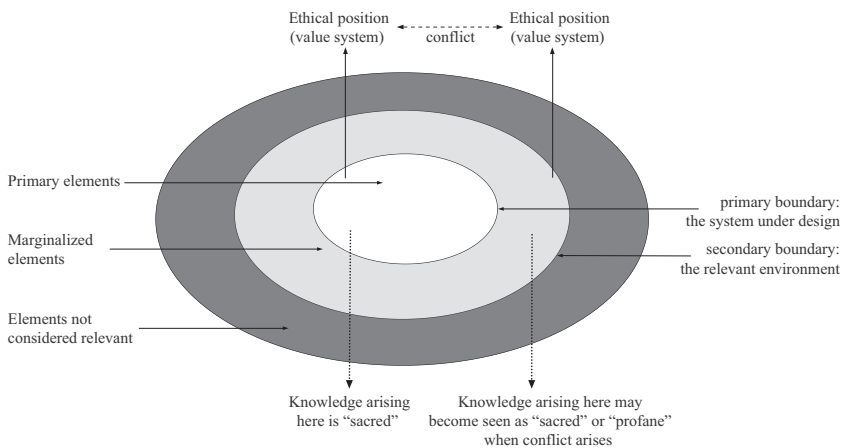 Ethical position
(value system)
conflict
Ethical position
(value system)
Primary elements
Marginalized
elements
Elements not
considered relevant
primary boundary:
the system under design
secondary boundary:
the relevant environment
Knowledge arising
here is “sacred”
Knowledge arising here may
become seen as “sacred” or “profane”
when conflict arises